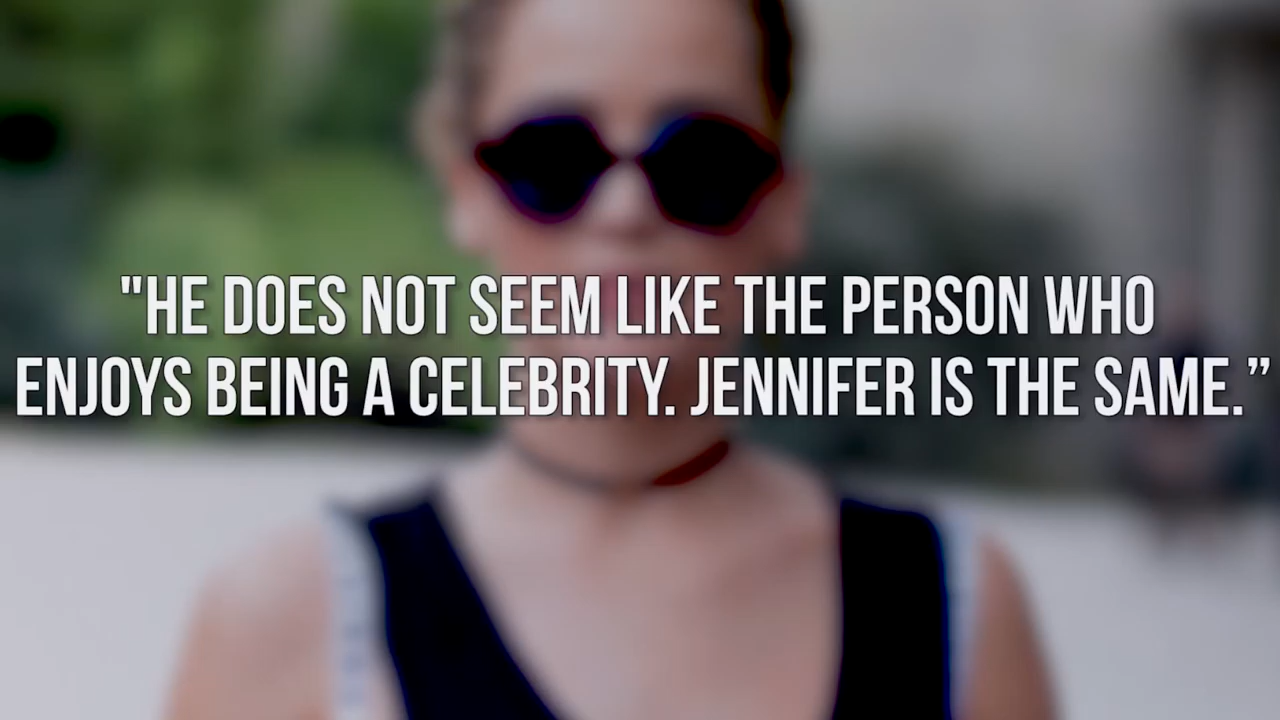 "HE DOES NOT SEEM LIKE THE PERSON WHO
ENJOYS BEING A CELEBRITY. JENNIFER IS THE SAME.”